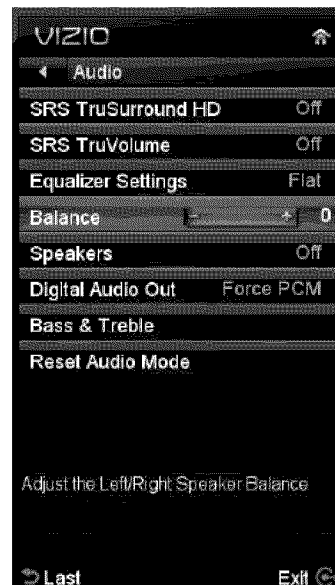 VIZIO
Audio
SRS TruSurround HD Off
SRS TruVolume Off
Equalizer Settings Flat
Balance - + 0
Speakers Off
Digital Audio Out Force PCM
Bass & Treble
Reset Audio Mode
Adjust the Left/Right Speaker Balance
Last Exit